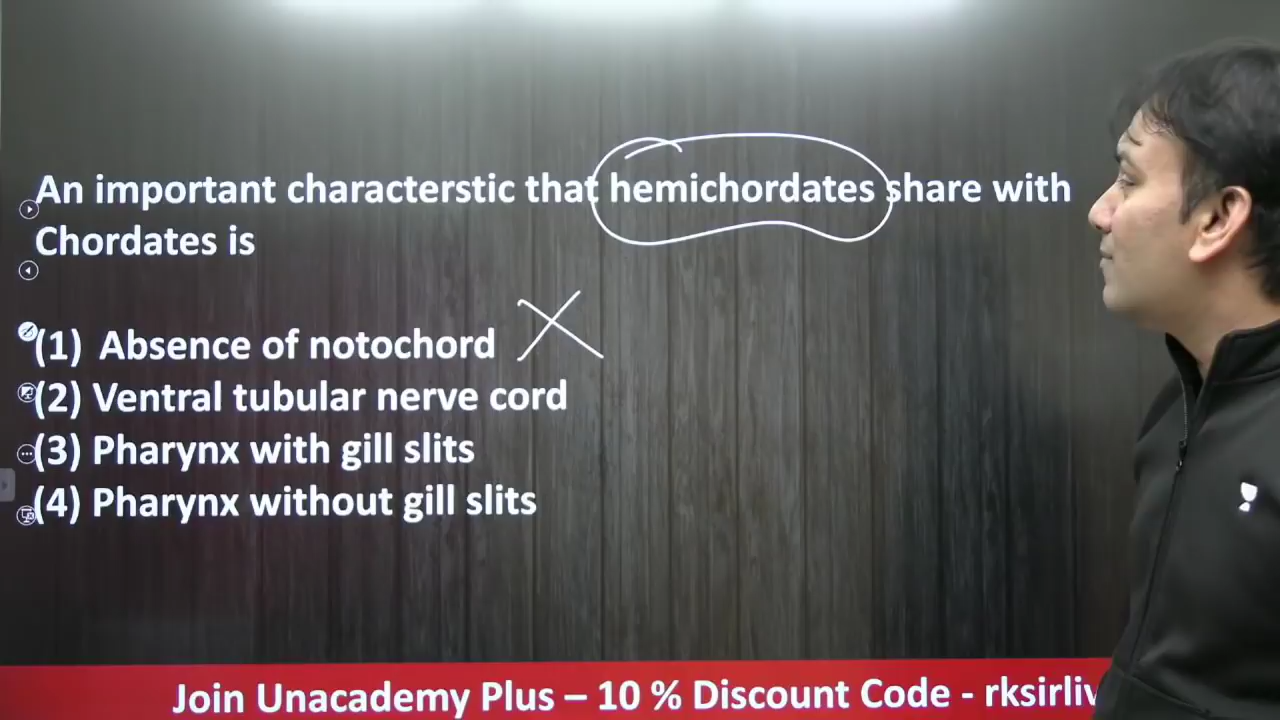 An important characterstic that hemichordates share with
Chordates is
(1) Absence of notochord
(2) Ventral tubular nerve cord
(3) Pharynx with gill slits
(4) Pharynx without gill slits
Join Unacademy Plus – 10 % Discount Code - rksirliv